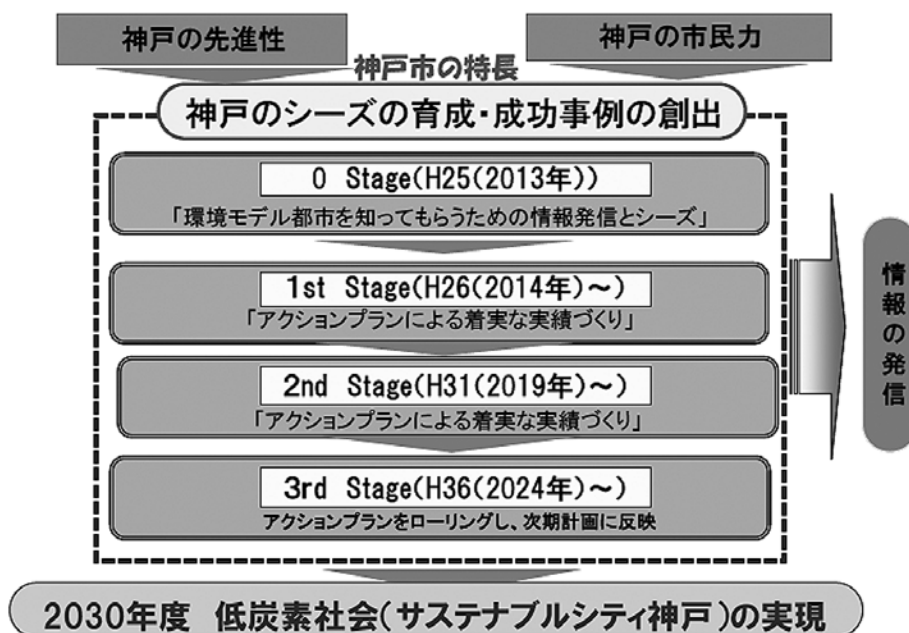 神戸の先進性
神戸の市民力
神戸市の特長
神戸のシーズの育成・成功事例の創出
0 Stage(H25(2013年))
「環境モデル都市を知ってもらうための情報発信とシーズ」
1st Stage(H26(2014年)～)
「アクションプランによる着実な実績づくり」
2nd Stage(H31(2019年)～)
「アクションプランによる着実な実績づくり」
3rd Stage(H36(2024年)～)
アクションプランをローリングし、次期計画に反映
情報の発信
2030年度 低炭素社会(サステナブルシティ神戸)の実現